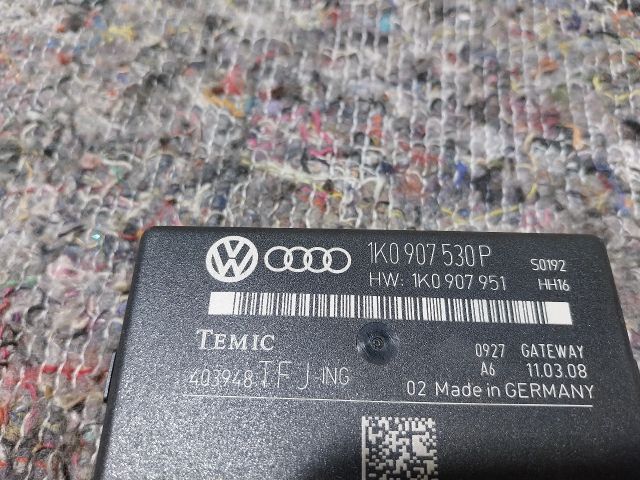 1K0 907 530 P S0192
HW: 1K0 907 951 HH16
TEMIC
0927 GATEWAY
403948 TFJ-ING A6 11.03.08
02 Made in GERMANY